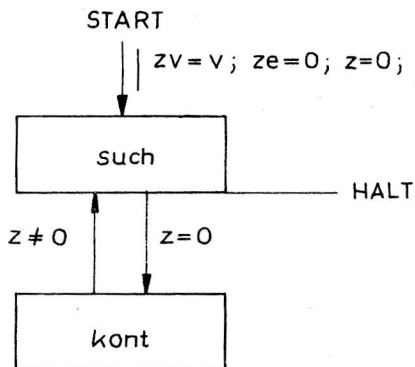 START
zv = v; ze = 0; z = 0;
such
HALT
z ≠ 0
z = 0
kont